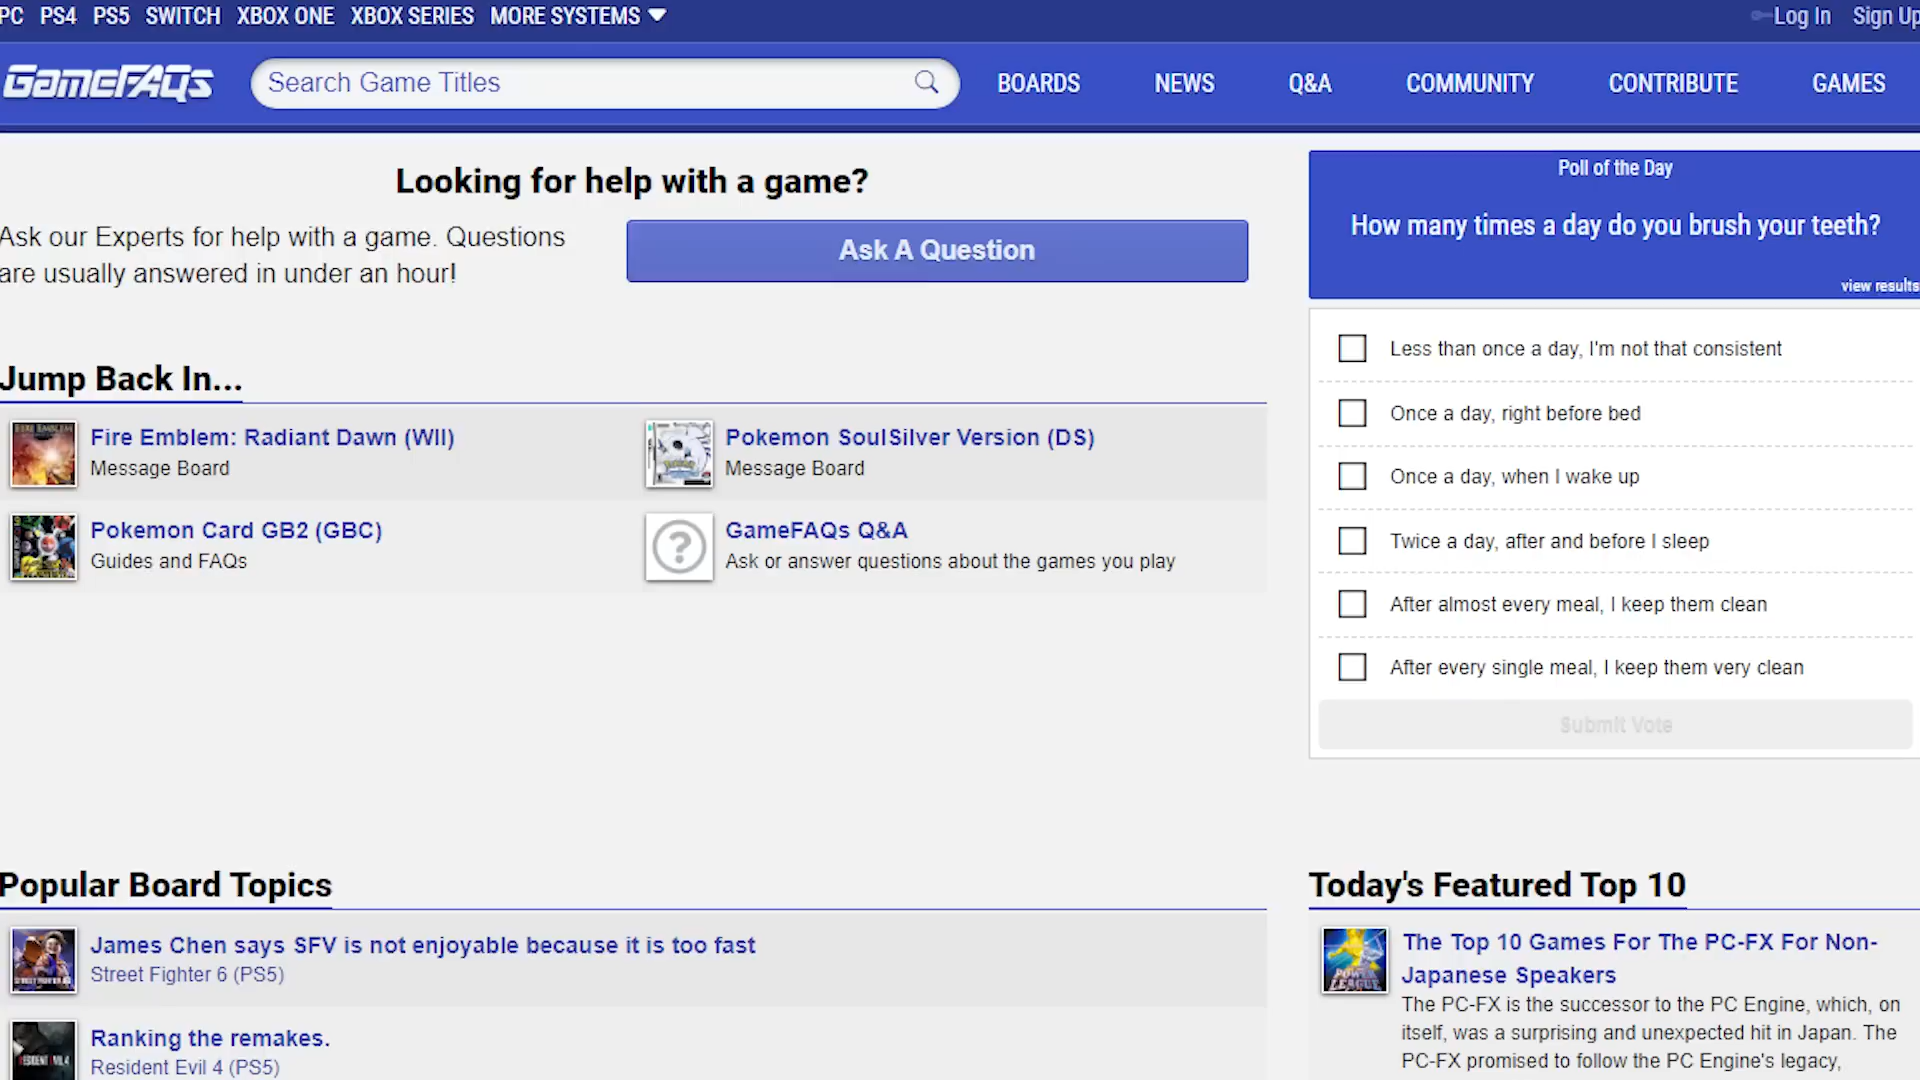 PC PS4 PS5 SWITCH XBOX ONE XBOX SERIES MORE SYSTEMS Log In Sign Up
GameFAQs Search Game Titles BOARDS NEWS Q&A COMMUNITY CONTRIBUTE GAMES
Looking for help with a game?
Ask our Experts for help with a game. Questions
are usually answered in under an hour!
Ask A Question
Jump Back In...
Fire Emblem: Radiant Dawn (WII)
Message Board
Pokemon SoulSilver Version (DS)
Message Board
Pokemon Card GB2 (GBC)
Guides and FAQs
GameFAQs Q&A
Ask or answer questions about the games you play
Poll of the Day
How many times a day do you brush your teeth?
view results
Less than once a day, I'm not that consistent
Once a day, right before bed
Once a day, when I wake up
Twice a day, after and before I sleep
After almost every meal, I keep them clean
After every single meal, I keep them very clean
Submit Vote
Popular Board Topics
James Chen says SFV is not enjoyable because it is too fast
Street Fighter 6 (PS5)
Ranking the remakes.
Resident Evil 4 (PS5)
Today's Featured Top 10
POWER
LEAGUE
The Top 10 Games For The PC-FX For Non-
Japanese Speakers
The PC-FX is the successor to the PC Engine, which, on
itself, was a surprising and unexpected hit in Japan. The
PC-FX promised to follow the PC Engine's legacy,